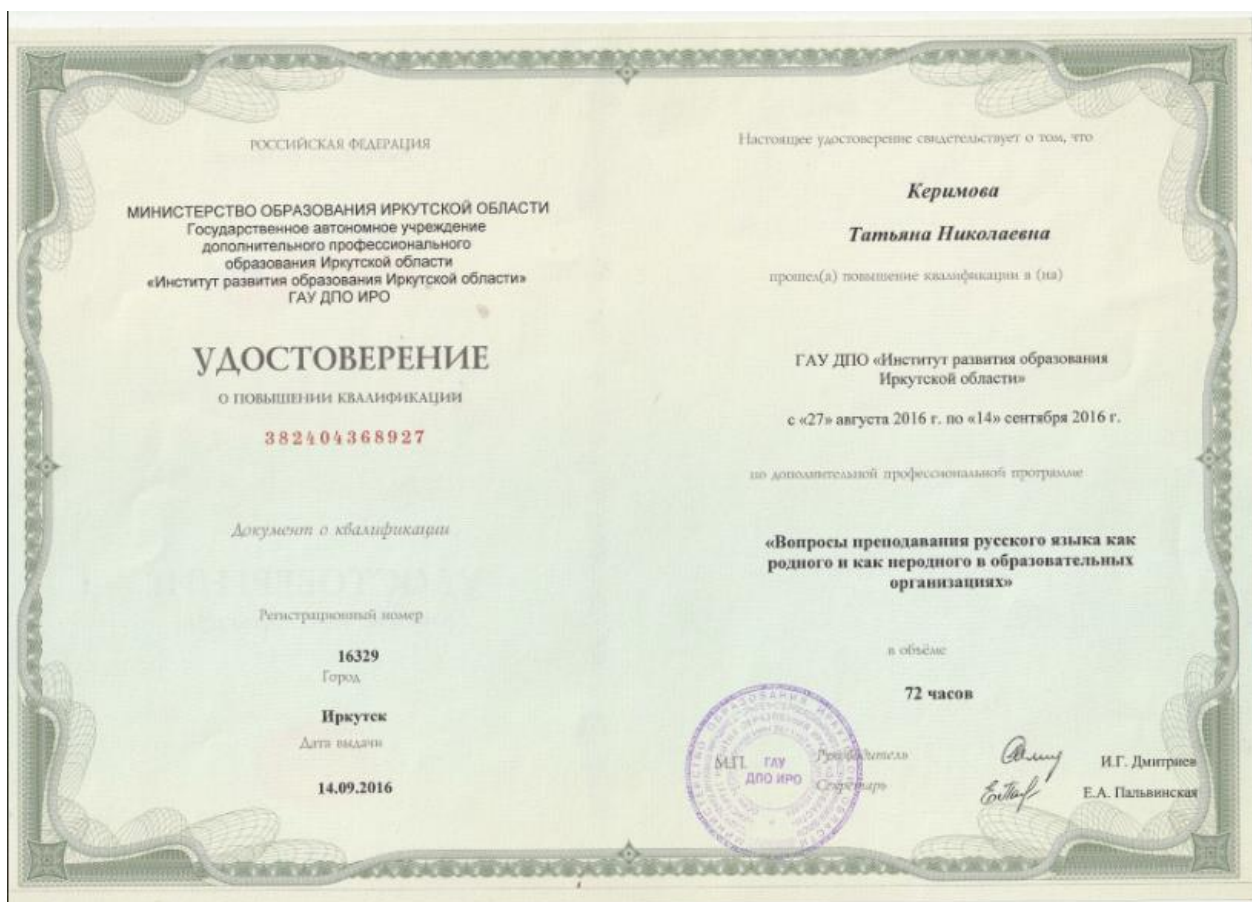 РОССИЙСКАЯ ФЕДЕРАЦИЯ
МИНИСТЕРСТВО ОБРАЗОВАНИЯ ИРКУТСКОЙ ОБЛАСТИ
Государственное автономное учреждение
дополнительного профессионального
образования Иркутской области
«Институт развития образования Иркутской области»
ГАУ ДПО ИРО
УДОСТОВЕРЕНИЕ
О ПОВЫШЕНИИ КВАЛИФИКАЦИИ
382404368927
Документ о квалификации
Регистрационный номер
16329
Город
Иркутск
Дата выдачи
14.09.2016
Настоящее удостоверение свидетельствует о том, что
Керимова
Татьяна Николаевна
прошел(а) повышение квалификации в (на)
ГАУ ДПО «Институт развития образования
Иркутской области»
с «27» августа 2016 г. по «14» сентября 2016 г.
по дополнительной профессиональной программе
«Вопросы преподавания русского языка как
родного и как неродного в образовательных
организациях»
в объёме
72 часов
М.П.
ГАУ
ДПО ИРО
Руководитель
И.Г. Дмитриев
Секретарь
Е.А. Пальвинская